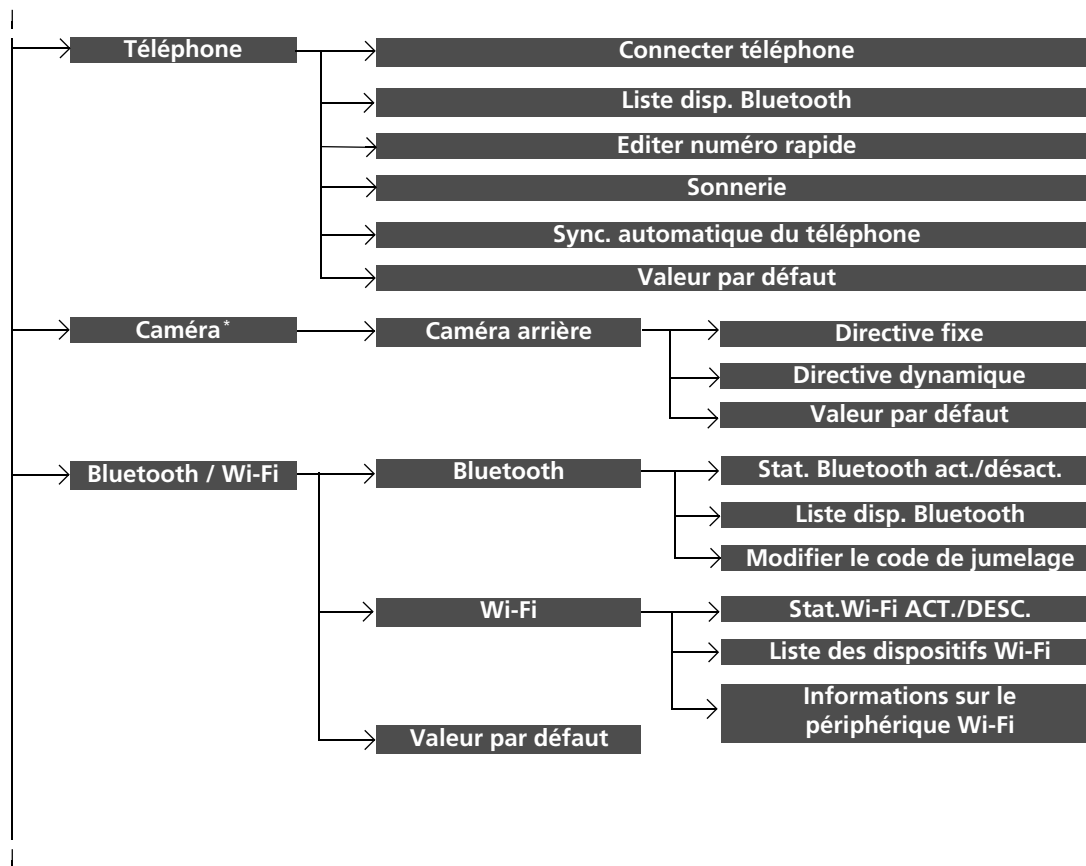 Téléphone
Connecter téléphone
Liste disp. Bluetooth
Editer numéro rapide
Sonnerie
Sync. automatique du téléphone
Valeur par défaut
Caméra*
Caméra arrière
Directive fixe
Directive dynamique
Valeur par défaut
Bluetooth / Wi-Fi
Bluetooth
Stat. Bluetooth act./désact.
Liste disp. Bluetooth
Modifier le code de jumelage
Wi-Fi
Stat.Wi-Fi ACT./DESC.
Liste des dispositifs Wi-Fi
Informations sur le
périphérique Wi-Fi
Valeur par défaut